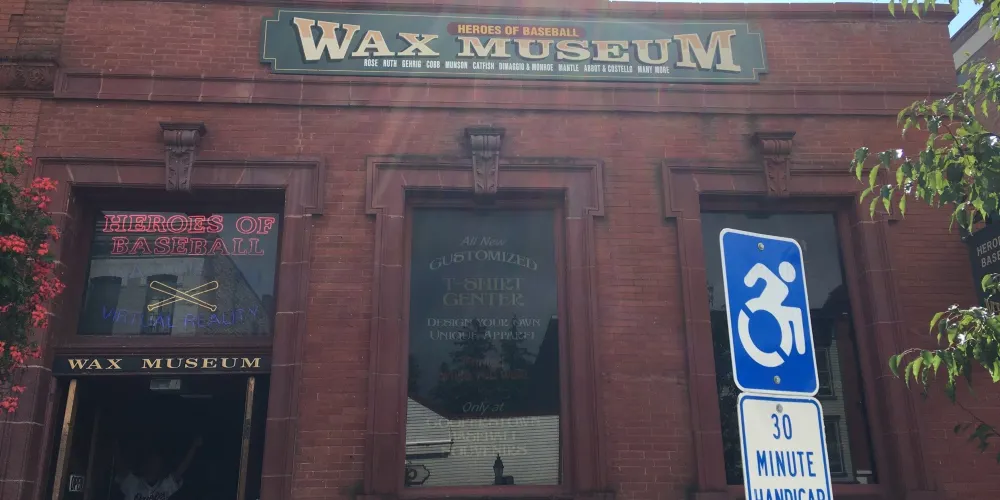 HEROES OF BASEBALL
WAX MUSEUM
ROSE RUTH GEHRIG COBB MUNSON CATFISH DIMAGGIO & MONROE MANTLE ABBOTT & COSTELLO MANY MORE
HEROES OF
BASEBALL
VIRTUAL REALITY
WAX MUSEUM
All New
CUSTOMIZED
T-SHIRT
CENTER
DESIGN YOUR OWN
UNIQUE APPAREL
Only at
30
MINUTE
HANDICAP